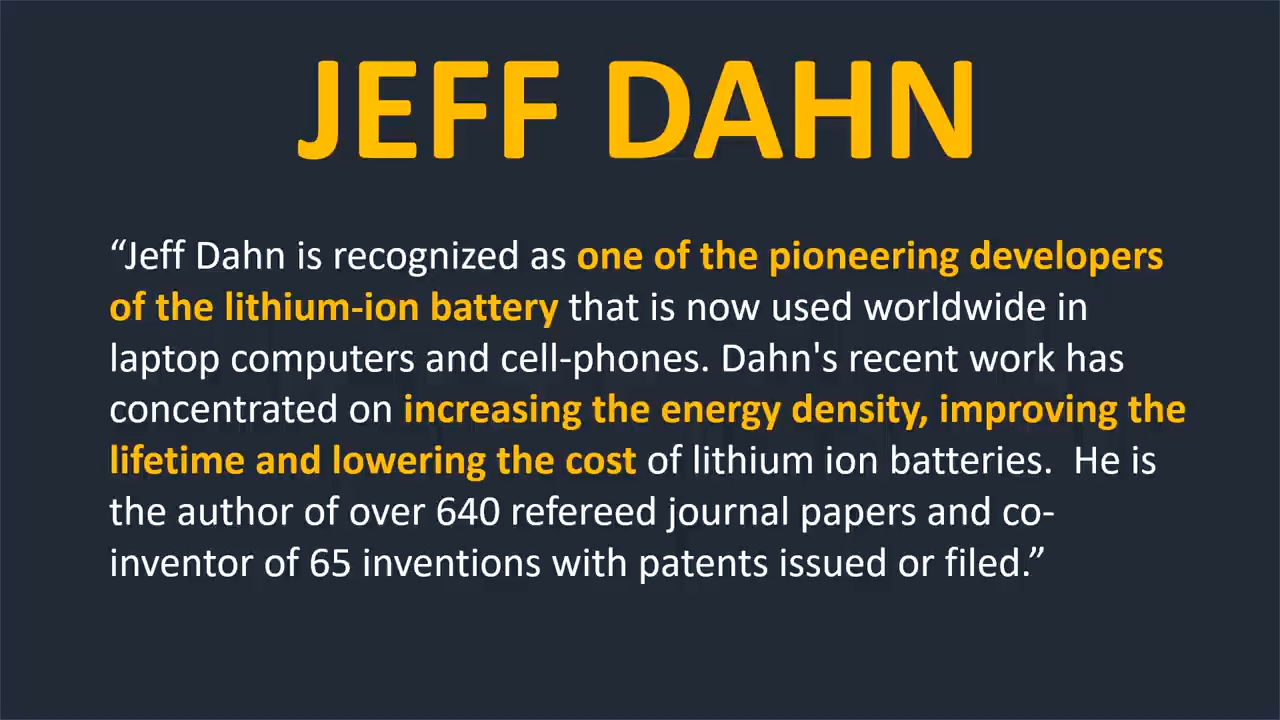 JEFF DAHN
“Jeff Dahn is recognized as one of the pioneering developers
of the lithium-ion battery that is now used worldwide in
laptop computers and cell-phones. Dahn's recent work has
concentrated on increasing the energy density, improving the
lifetime and lowering the cost of lithium ion batteries.  He is
the author of over 640 refereed journal papers and co-
inventor of 65 inventions with patents issued or filed.”